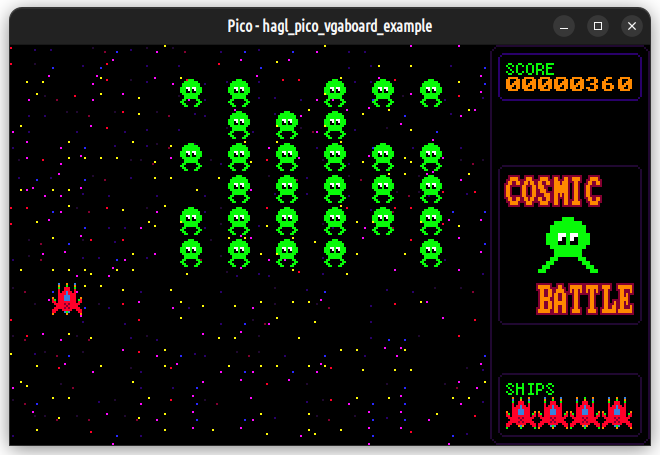 Pico - hagl_pico_vgaboard_example
SCORE
00000360
COSMIC
BATTLE
SHIPS